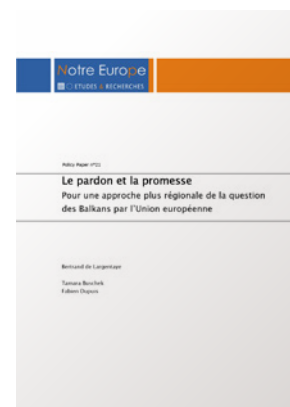 Notre Europe
ETUDES & RECHERCHES
Policy Paper n°
Le pardon et la promesse
Pour une approche plus régionale de la question
des Balkans par l'Union européenne
Bertrand de Largentaye
Tamara Buschek
Fabien Dupuis